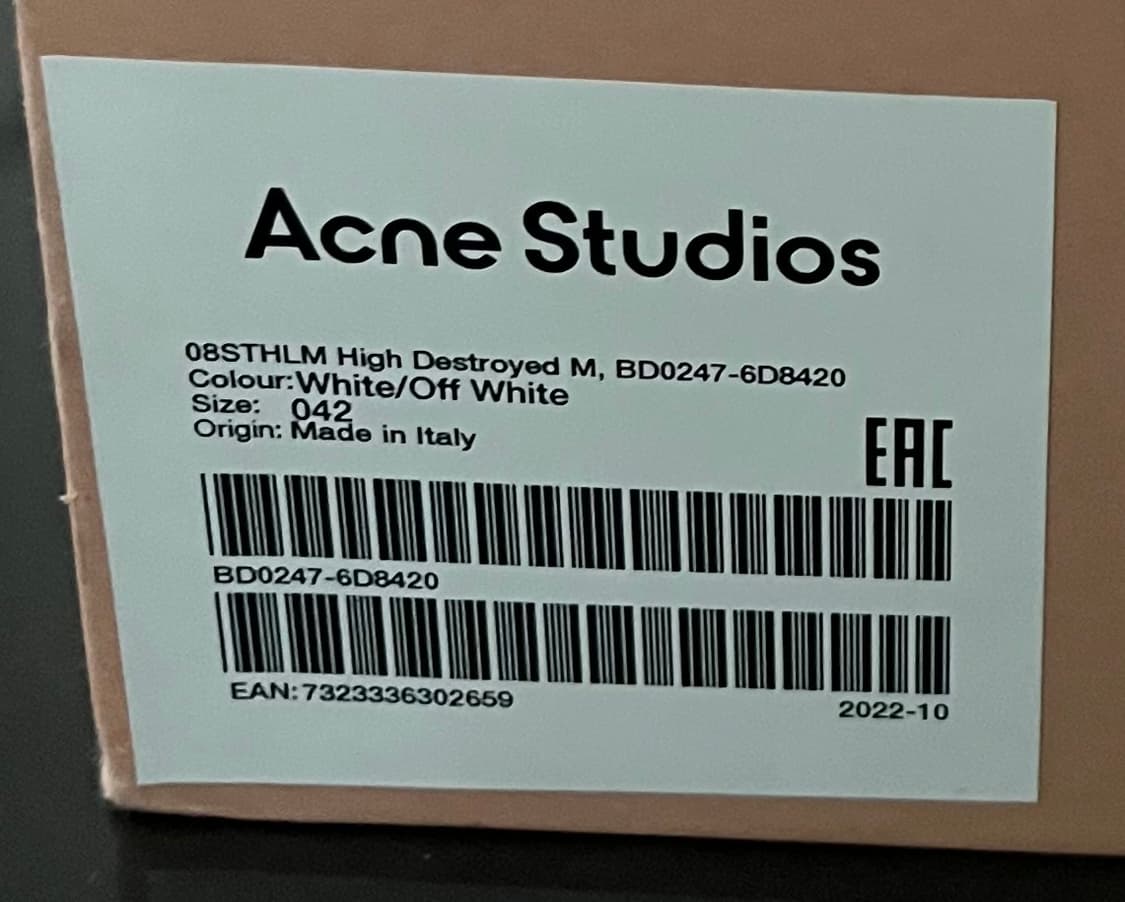 Acne Studios
08STHLM High Destroyed M, BD0247-6D8420
Colour:White/Off White
Size: 042
Origin: Made in Italy
EAC
BD0247-6D8420
EAN:7323336302659
2022-10